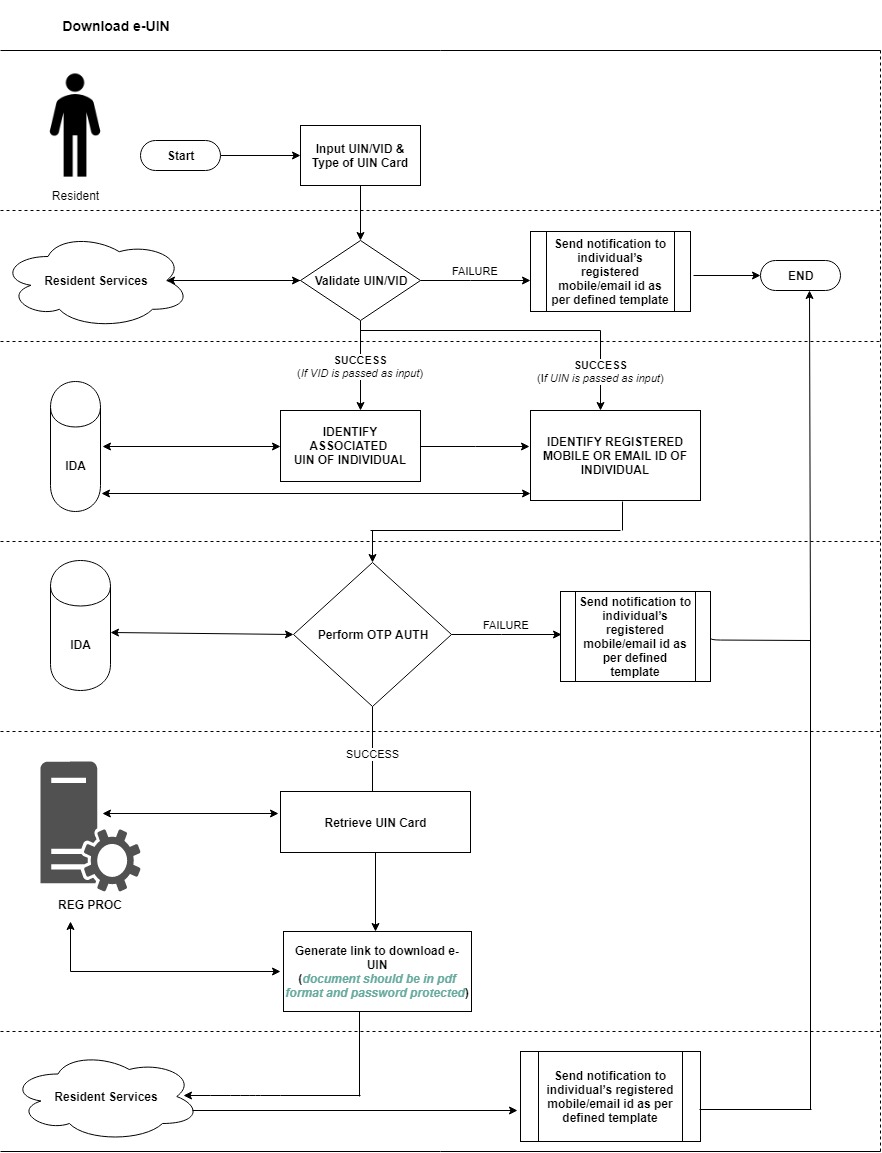 Download e-UIN
Start
Input UIN/VID &
Type of UIN Card
Resident
Resident Services
Validate UIN/VID
FAILURE
Send notification to
individual's
registered
mobile/email id as
per defined template
END
SUCCESS
(If VID is passed as input)
SUCCESS
(If UIN is passed as input)
IDA
IDENTIFY
ASSOCIATED
UIN OF INDIVIDUAL
IDENTIFY REGISTERED
MOBILE OR EMAIL ID OF
INDIVIDUAL
IDA
Perform OTP AUTH
FAILURE
Send notification to
individual's
registered
mobile/email id as
per defined
template
SUCCESS
Retrieve UIN Card
REG PROC
Generate link to download e-
UIN
(document should be in pdf
format and password protected)
Resident Services
Send notification to
individual's registered
mobile/email id as per
defined template